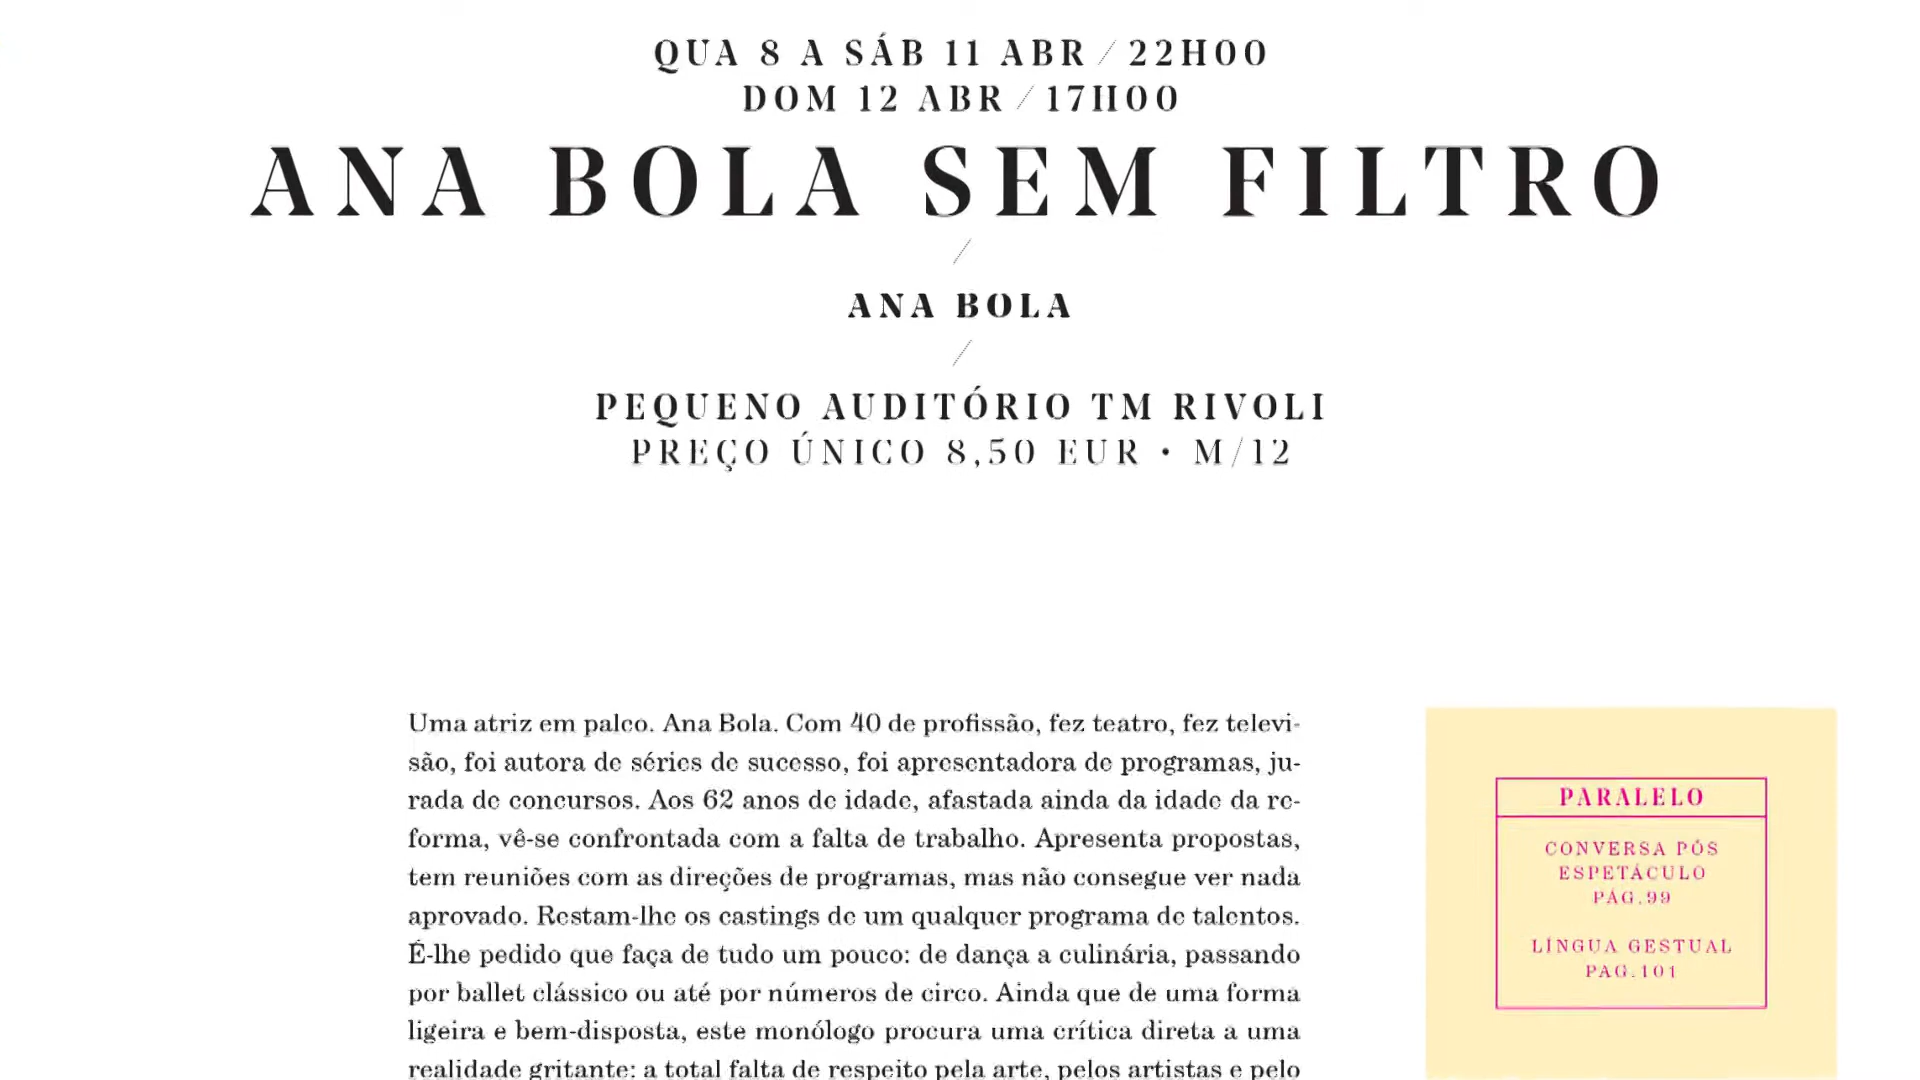 QUA 8 A SÁB 11 ABR / 22H00
DOM 12 ABR / 17H00
ANA BOLA SEM FILTRO
/
ANA BOLA
/
PEQUENO AUDITÓRIO TM RIVOLI
PREÇO ÚNICO 8,50 EUR • M/12
Uma atriz em palco. Ana Bola. Com 40 de profissão, fez teatro, fez televi-
são, foi autora de séries de sucesso, foi apresentadora de programas, ju-
rada de concursos. Aos 62 anos de idade, afastada ainda da idade da re-
forma, vê-se confrontada com a falta de trabalho. Apresenta propostas,
tem reuniões com as direções de programas, mas não consegue ver nada
aprovado. Restam-lhe os castings de um qualquer programa de talentos.
É-lhe pedido que faça de tudo um pouco: de dança a culinária, passando
por ballet clássico ou até por números de circo. Ainda que de uma forma
ligeira e bem-disposta, este monólogo procura uma crítica direta a uma
realidade gritante: a total falta de respeito pela arte, pelos artistas e pelo
PARALELO
CONVERSA PÓS
ESPETÁCULO
PÁG.99
LÍNGUA GESTUAL
PAG.101